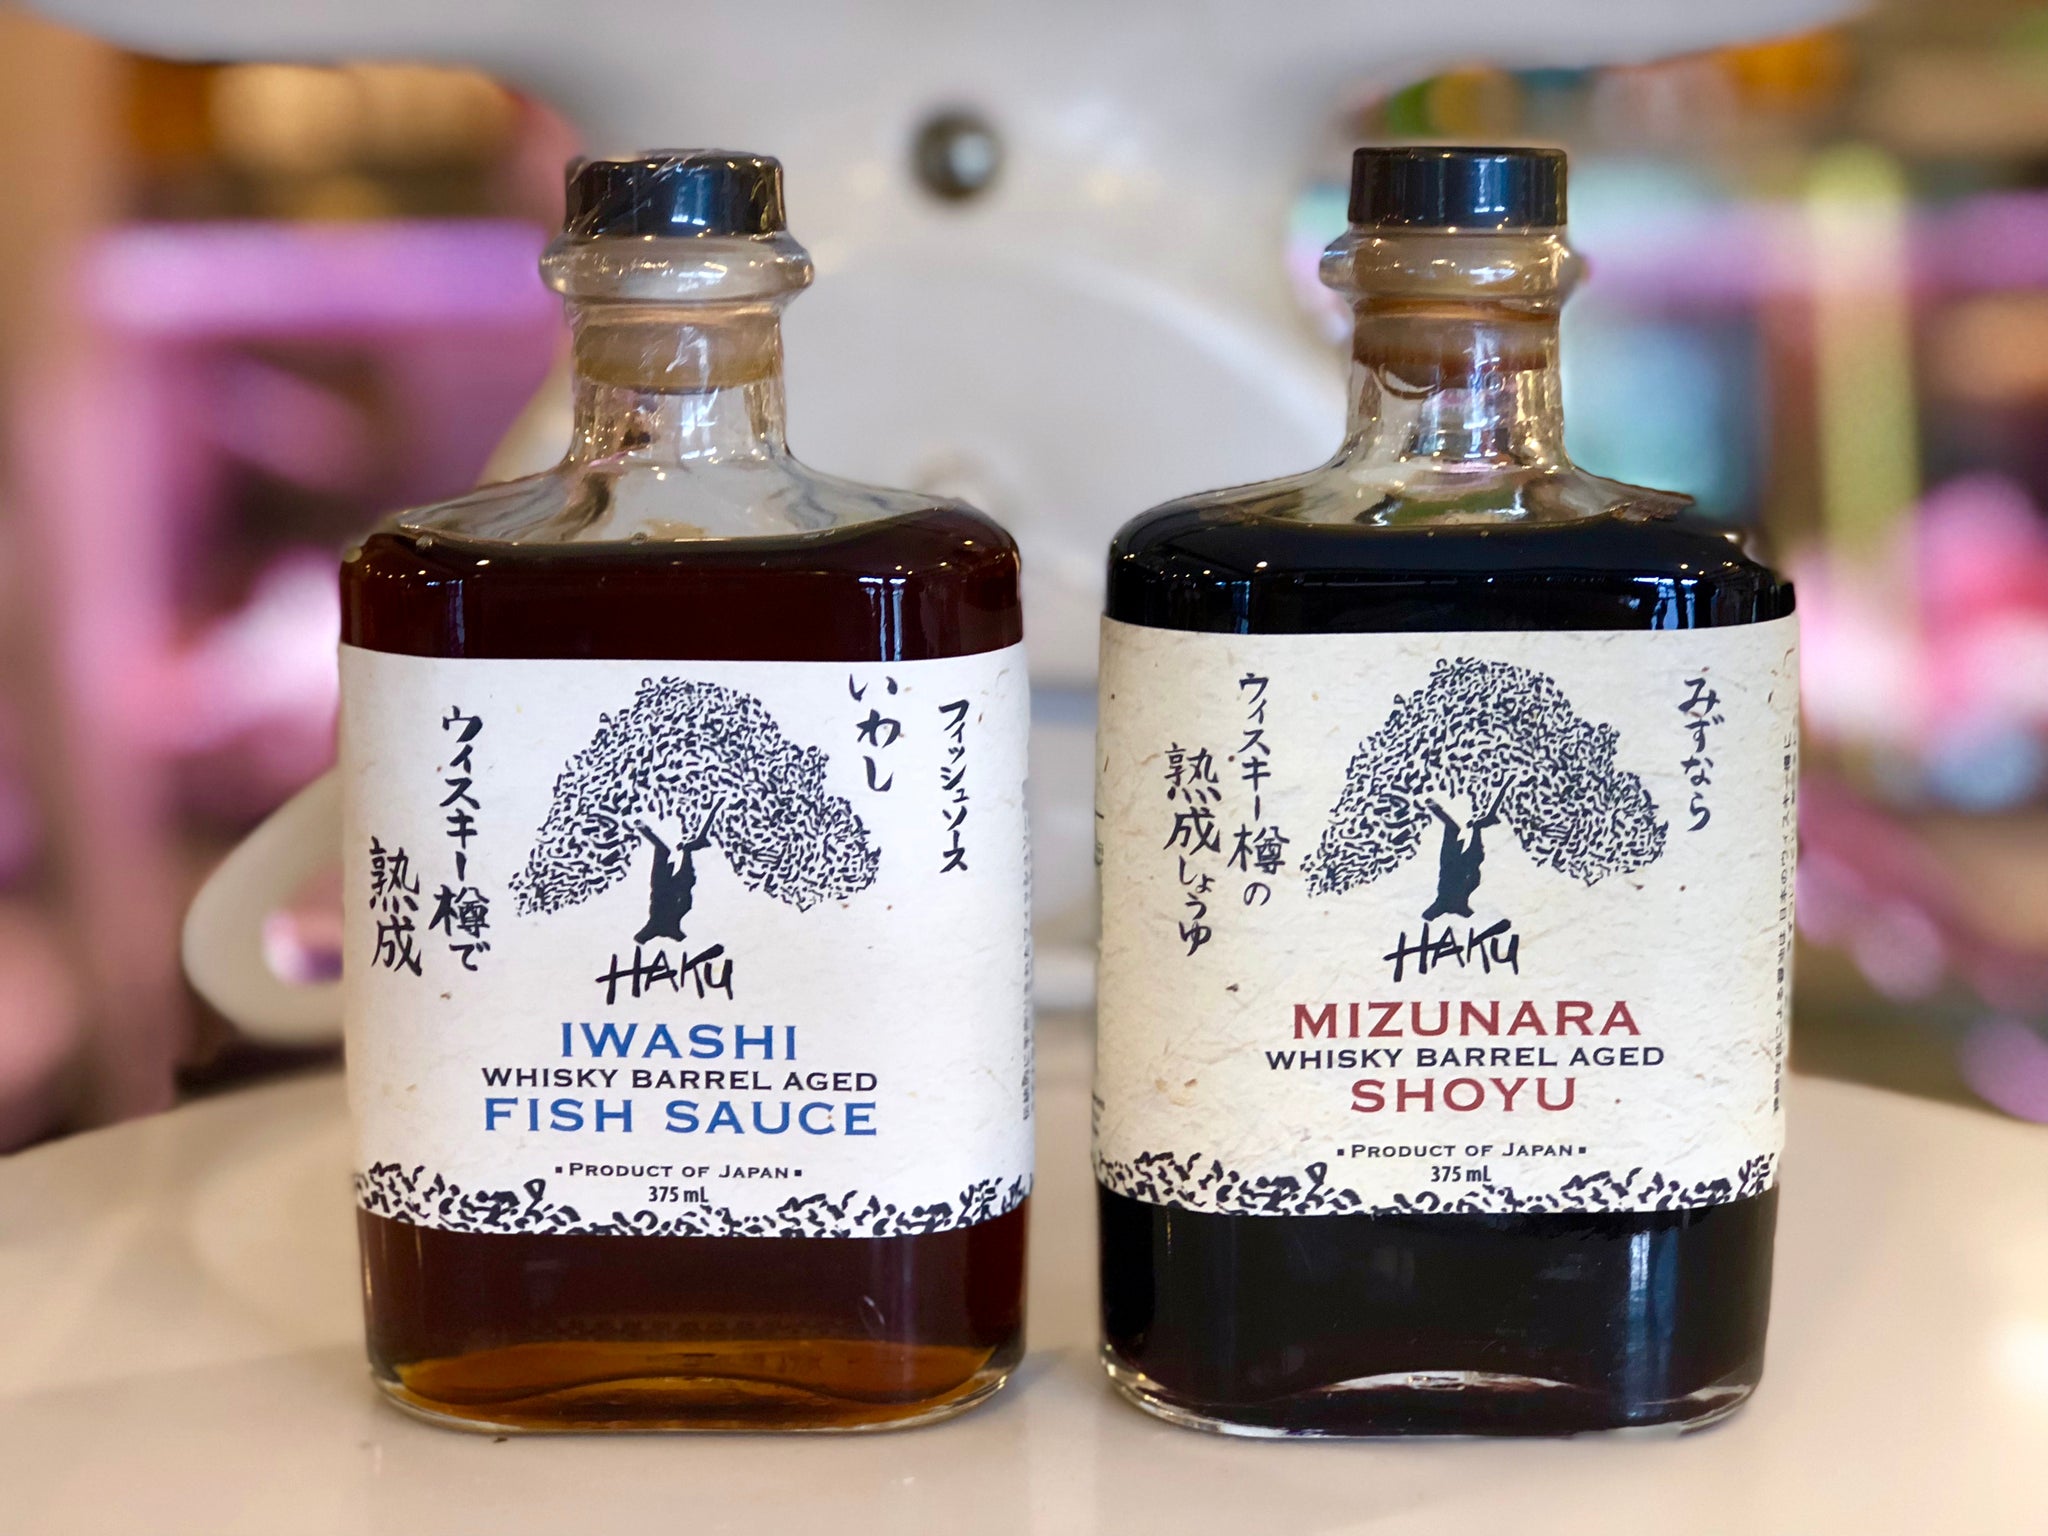 フィッシュソース
いわし
ウィスキー樽で
熟成
HAKU
IWASHI
WHISKY BARREL AGED
FISH SAUCE
▪PRODUCT OF JAPAN▪
375 mL
みずなら
ウィスキー樽の
熟成しょうゆ
HAKU
MIZUNARA
WHISKY BARREL AGED
SHOYU
▪PRODUCT OF JAPAN▪
375 mL